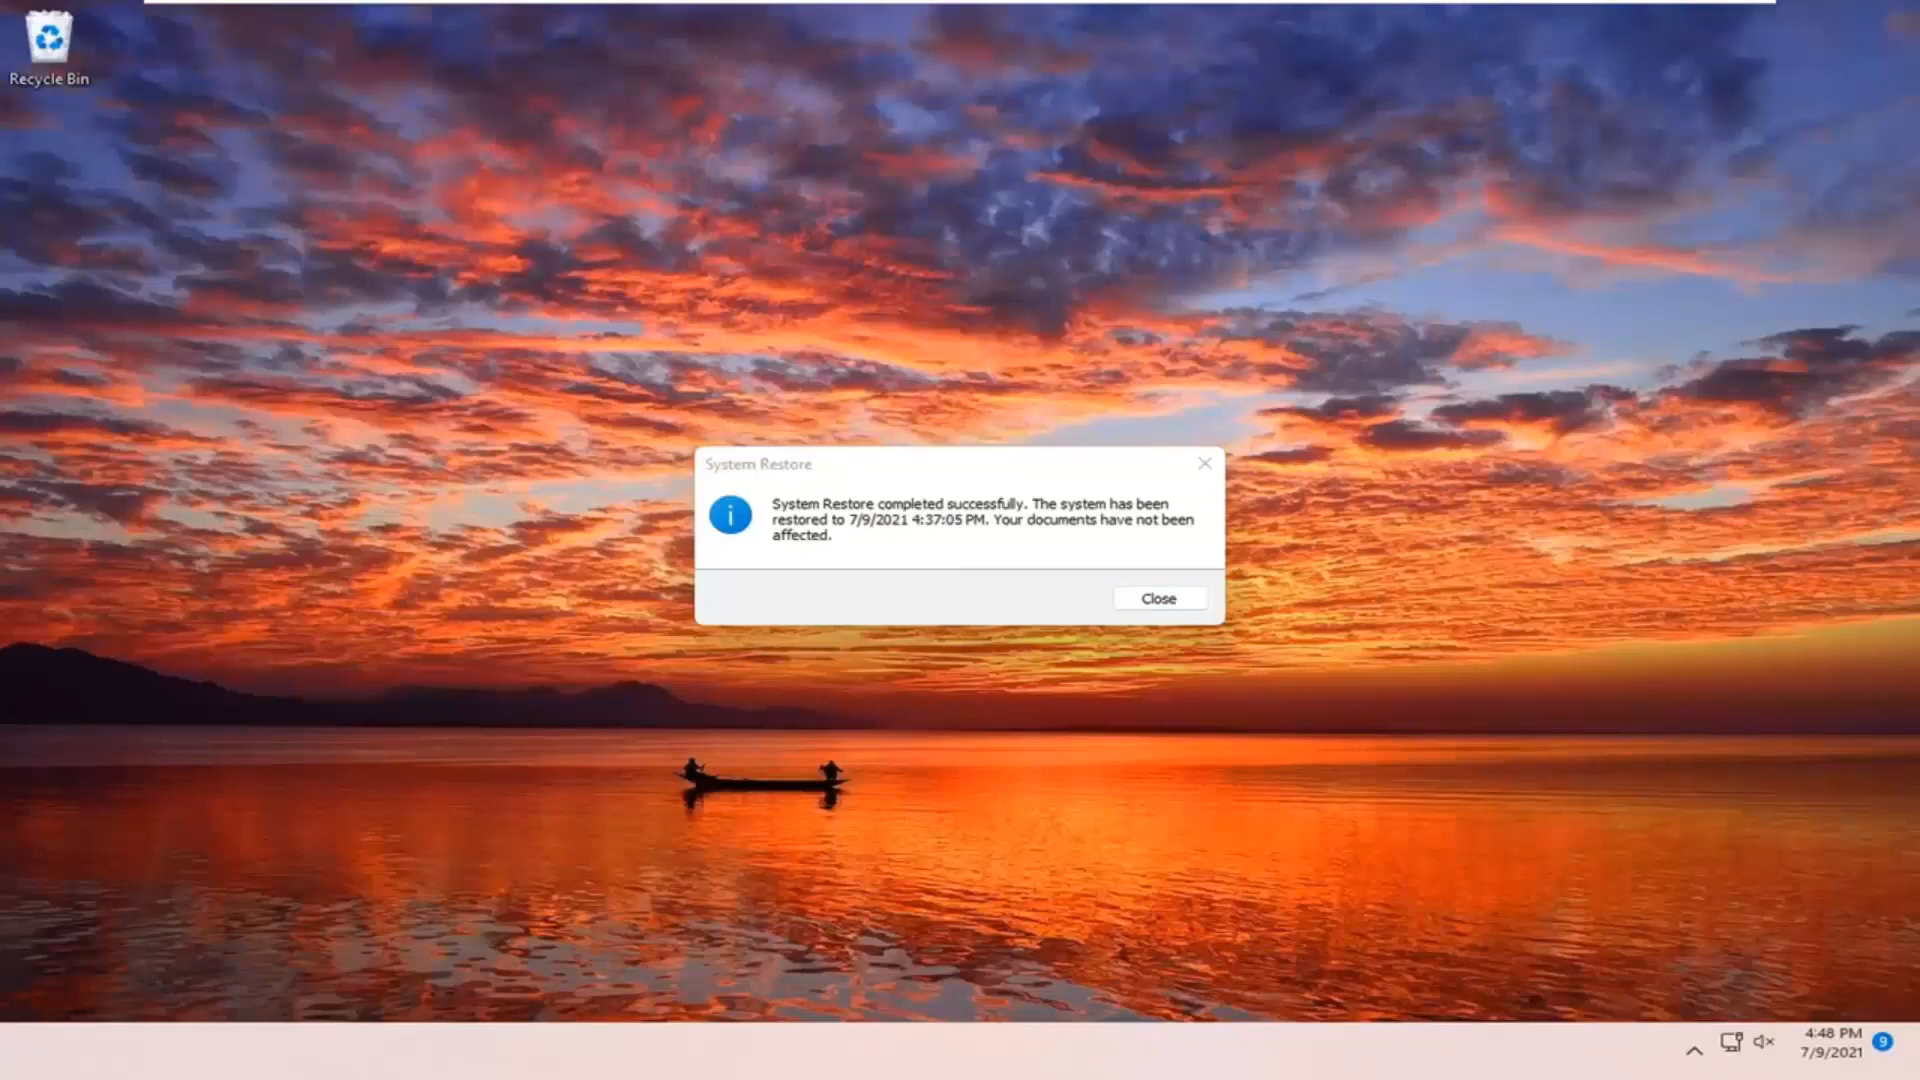 Recycle Bin
System Restore
System Restore completed successfully. The system has been
restored to 7/9/2021 4:37:05 PM. Your documents have not been
affected.
Close
4:48 PM
7/9/2021
9